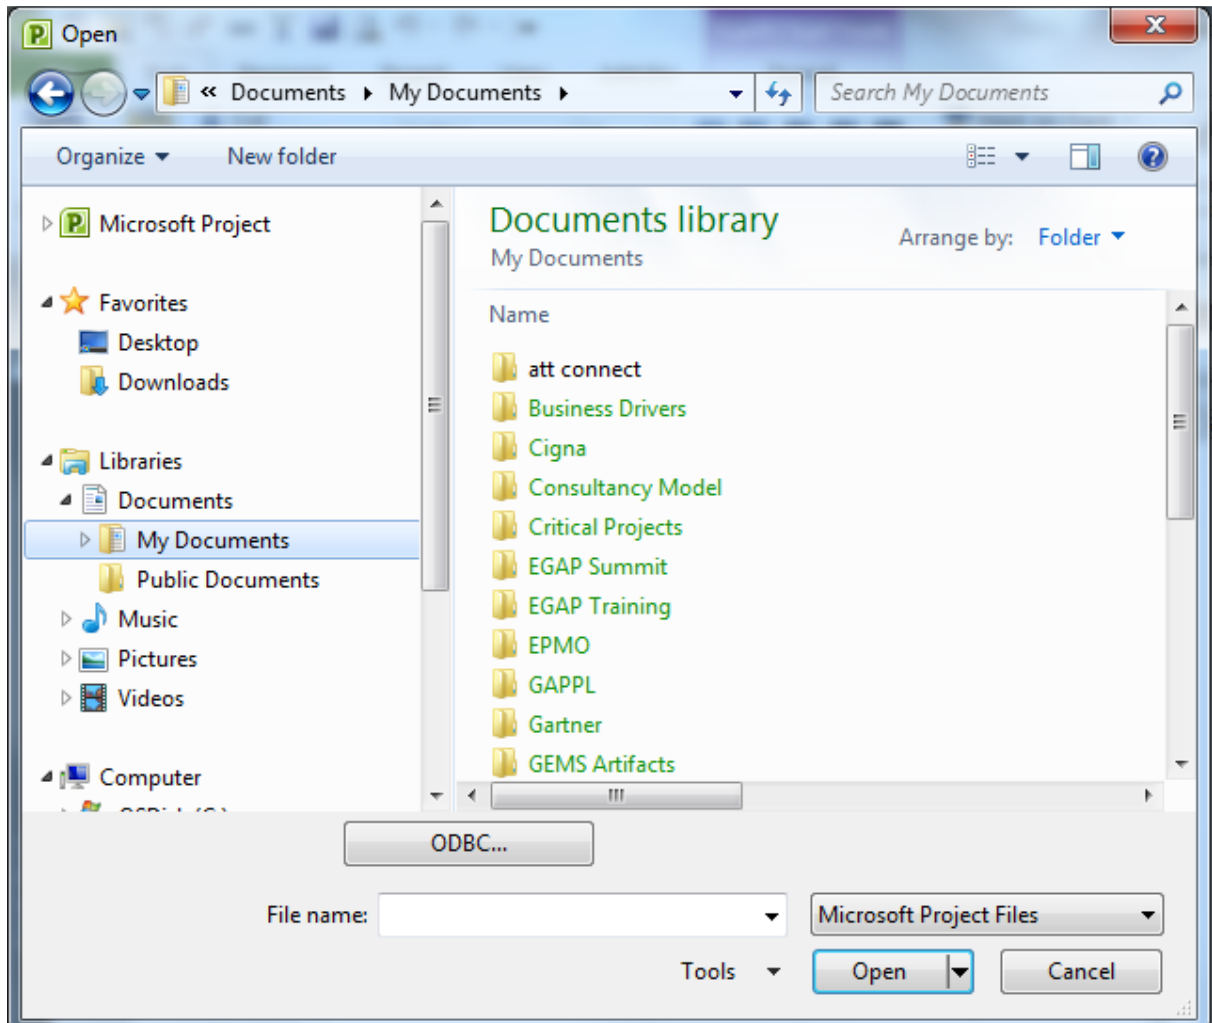 Open
« Documents ▸ My Documents ▸
Search My Documents
Organize
New folder
Microsoft Project
Favorites
Desktop
Downloads
Libraries
Documents
My Documents
Public Documents
Music
Pictures
Videos
Computer
Documents library
My Documents
Arrange by: Folder
Name
att connect
Business Drivers
Cigna
Consultancy Model
Critical Projects
EGAP Summit
EGAP Training
EPMO
GAPPL
Gartner
GEMS Artifacts
ODBC...
File name:
Microsoft Project Files
Tools
Open
Cancel